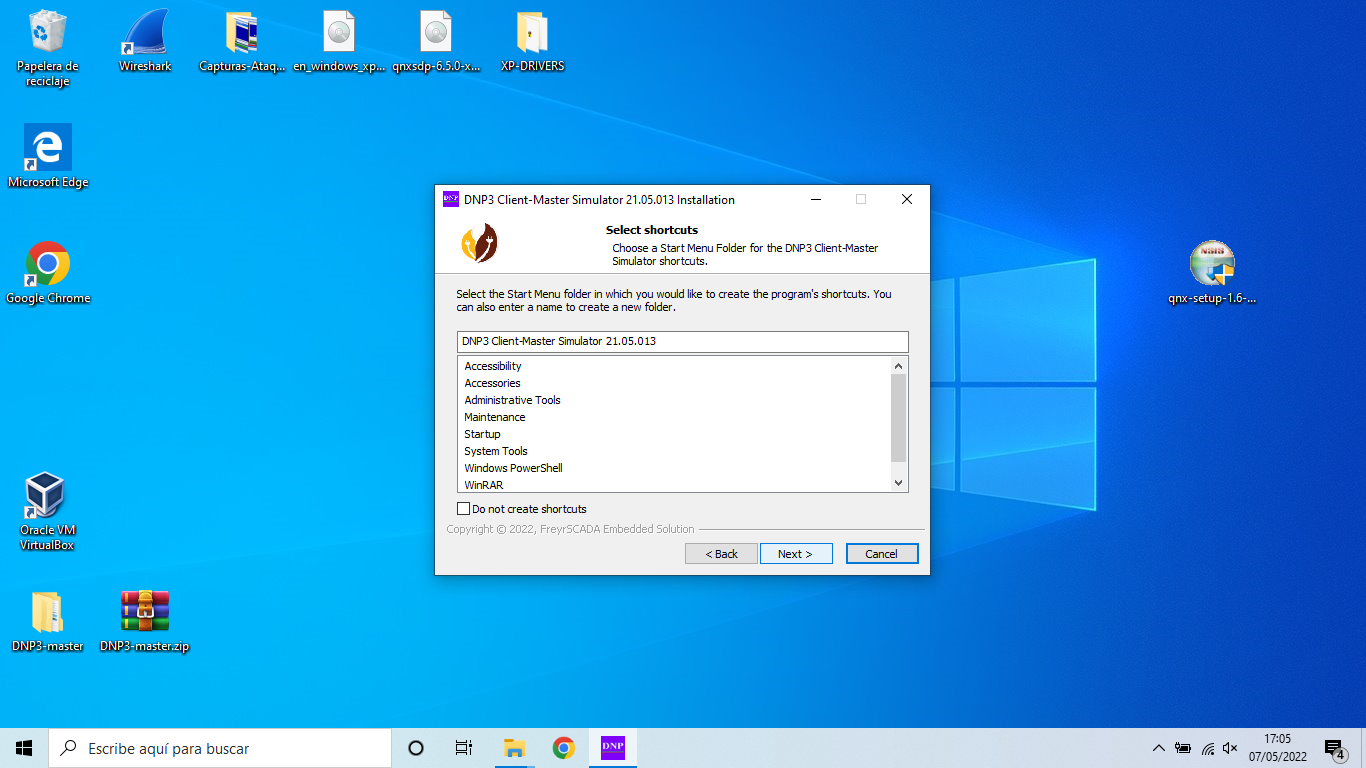 Papelera de
reciclaje
Wireshark
Capturas-Ataq...
en_windows_xp...
qnxsdp-6.5.0-x...
XP-DRIVERS
Microsoft Edge
Google Chrome
Oracle VM
VirtualBox
DNP3-master
DNP3-master.zip
NSIS
qnx-setup-1.6-...
DNP
DNP3 Client-Master Simulator 21.05.013 Installation
Select shortcuts
Choose a Start Menu Folder for the DNP3 Client-Master
Simulator shortcuts.
Select the Start Menu folder in which you would like to create the program's shortcuts. You
can also enter a name to create a new folder.
DNP3 Client-Master Simulator 21.05.013
Accessibility
Accessories
Administrative Tools
Maintenance
Startup
System Tools
Windows PowerShell
WinRAR
Do not create shortcuts
Copyright © 2022, FreyrSCADA Embedded Solution
< Back
Next >
Cancel
Escribe aquí para buscar
DNP
17:05
07/05/2022
4